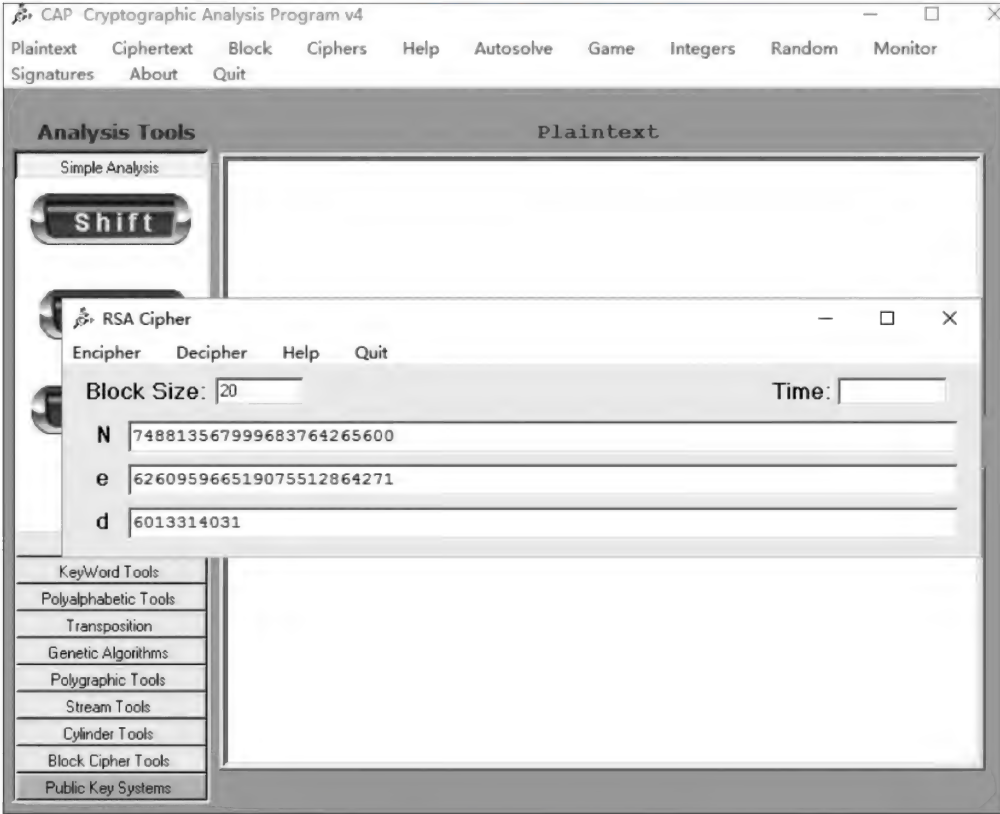 CAP Cryptographic Analysis Program v4
Plaintext Ciphertext Block Ciphers Help Autosolve Game Integers Random Monitor
Signatures About Quit
Analysis Tools
Plaintext
Simple Analysis
Shift
RSA Cipher
Encipher Decipher Help Quit
Block Size: 20 Time:
N 748813567999683764265600
e 626095966519075512864271
d 6013314031
KeyWord Tools
Polyalphabetic Tools
Transposition
Genetic Algorithms
Polygraphic Tools
Stream Tools
Cylinder Tools
Block Cipher Tools
Public Key Systems